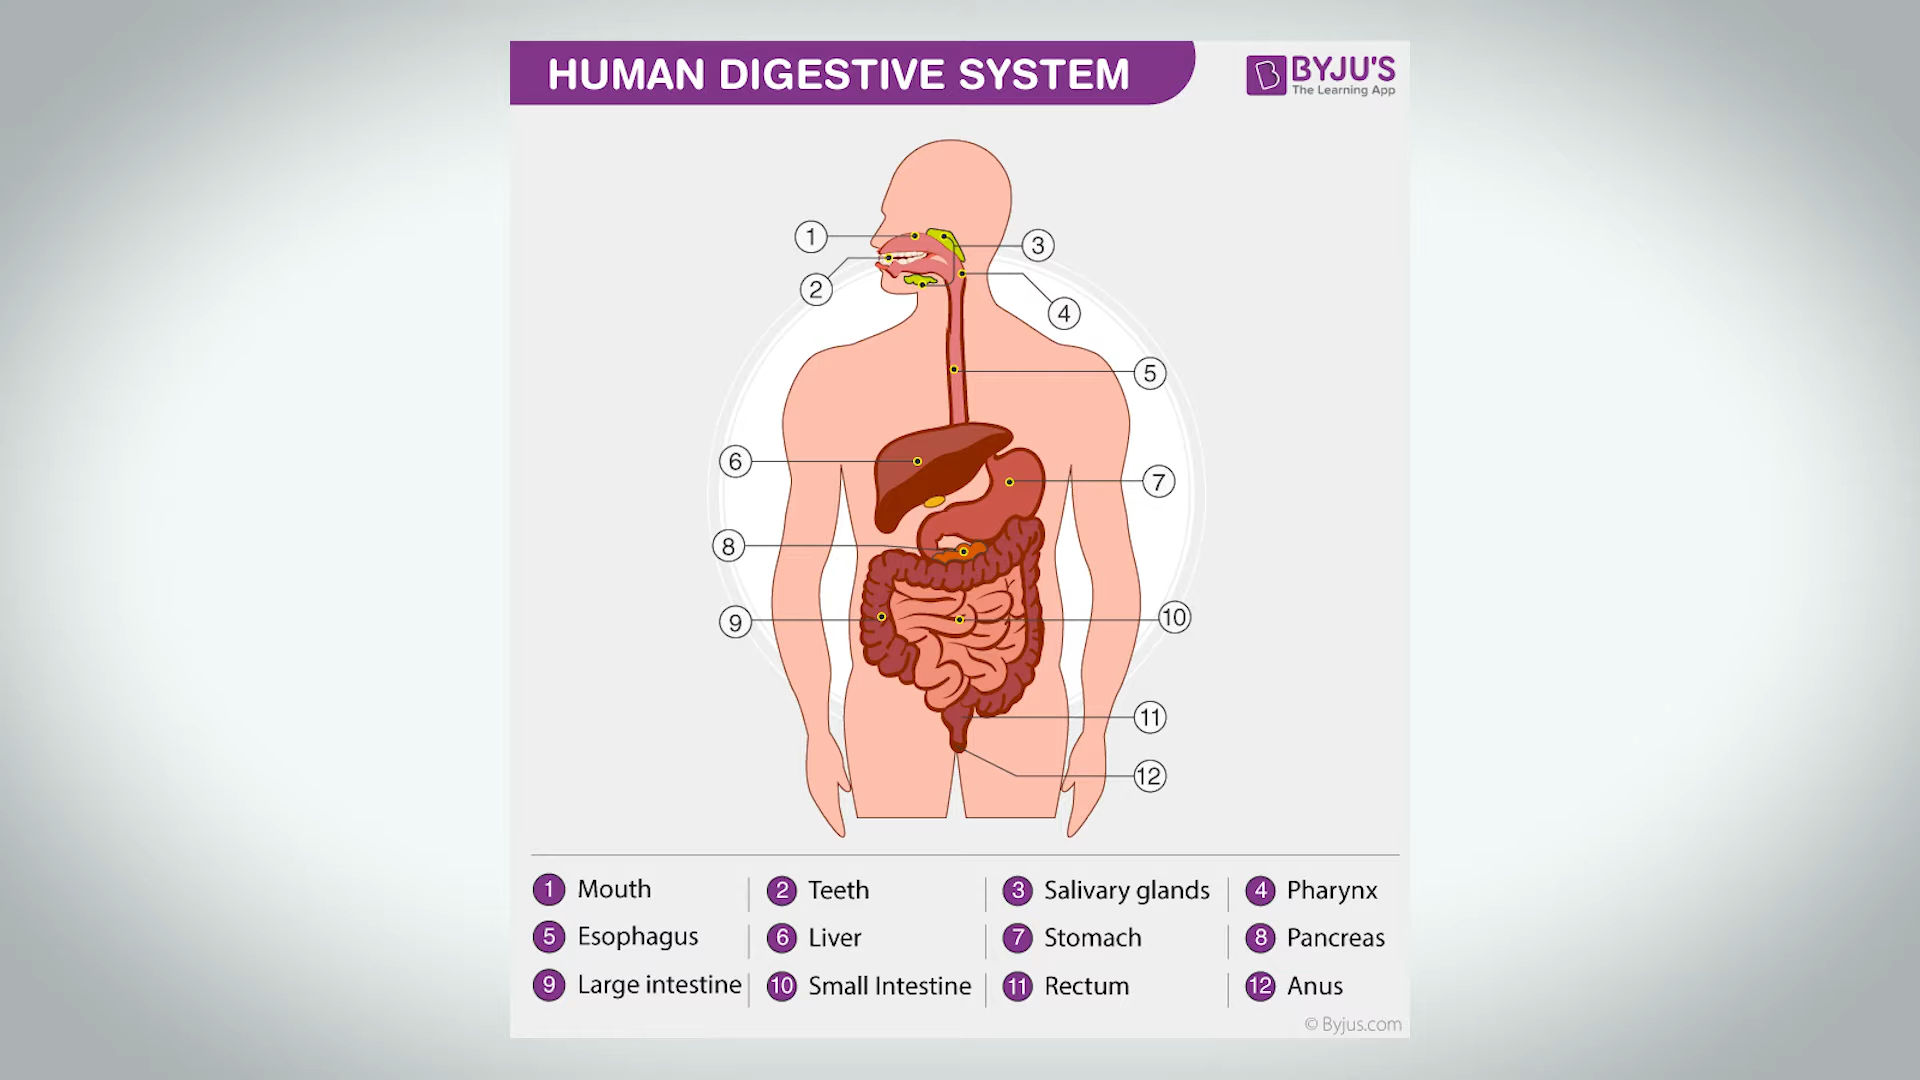 HUMAN DIGESTIVE SYSTEM
BYJU'S
The Learning App
1
3
2
4
5
6
7
8
9
10
11
12
1 Mouth 2 Teeth 3 Salivary glands 4 Pharynx
5 Esophagus 6 Liver 7 Stomach 8 Pancreas
9 Large intestine 10 Small Intestine 11 Rectum 12 Anus
© Byjus.com